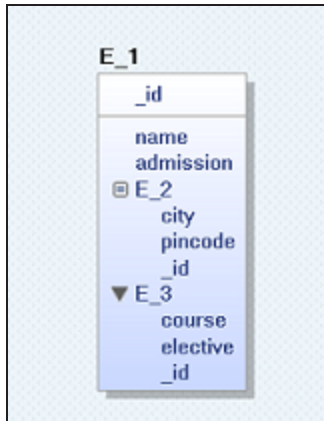 E_1
_id
name
admission
E_2
city
pincode
_id
E_3
course
elective
_id